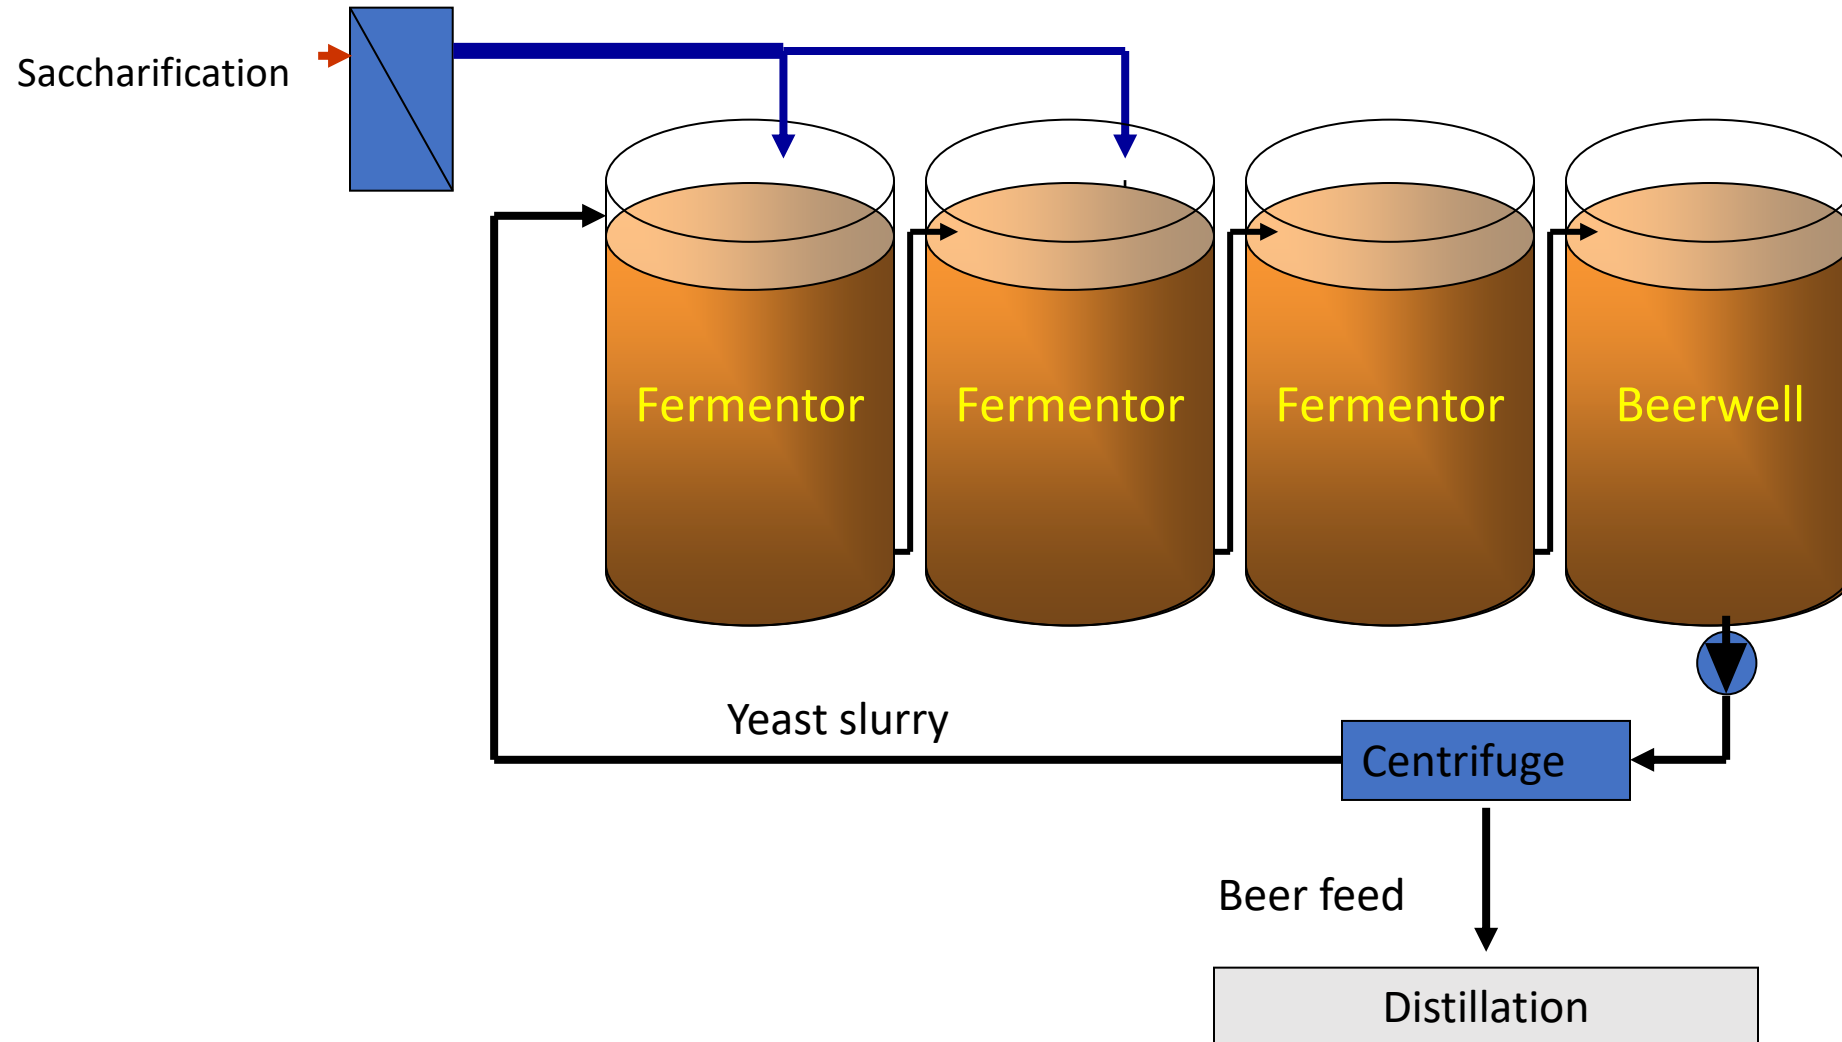 Saccharification
Fermentor
Fermentor
Fermentor
Beerwell
Yeast slurry
Centrifuge
Beer feed
Distillation